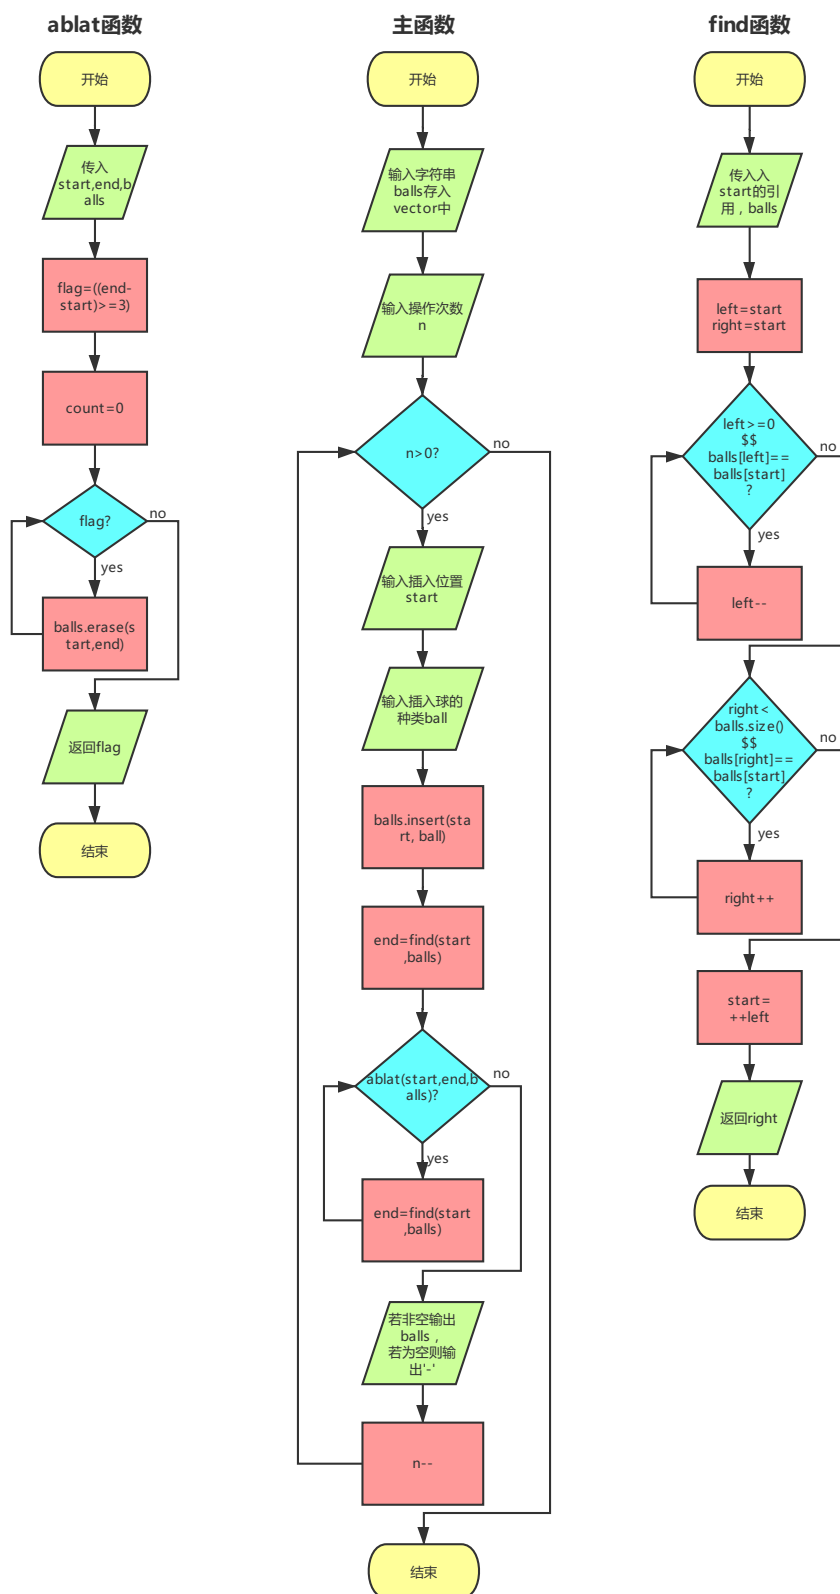 ablat函数
开始
传入
start,end,b
alls
flag=((end-
start)>=3)
count=0
flag?
no
yes
balls.erase(s
tart,end)
返回flag
结束
主函数
开始
输入字符串
balls存入
vector中
输入操作次数
n
n>0?
no
yes
输入插入位置
start
输入插入球的
种类ball
balls.insert(sta
rt, ball)
end=find(start
,balls)
ablat(start,end,b
alls)?
no
yes
end=find(start
,balls)
若非空输出
balls，
若为空则输
出'-'
n--
结束
find函数
开始
传入入
start的引
用，balls
left=start
right=start
left>=0
$$
balls[left]==
balls[start]
?
no
yes
left--
right<
balls.size()
$$
balls[right]==
balls[start]
?
no
yes
right++
start=
++left
返回right
结束